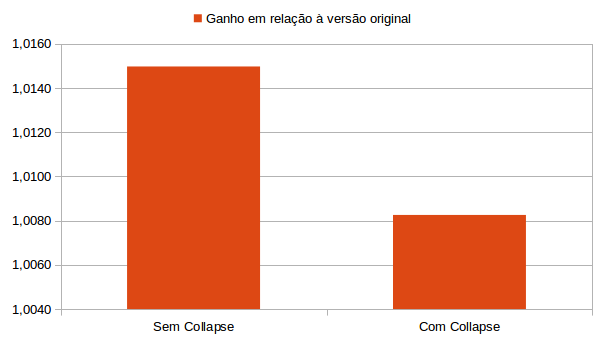 Ganho em relação à versão original
1,0160
1,0140
1,0120
1,0100
1,0080
1,0060
1,0040
Sem Collapse
Com Collapse